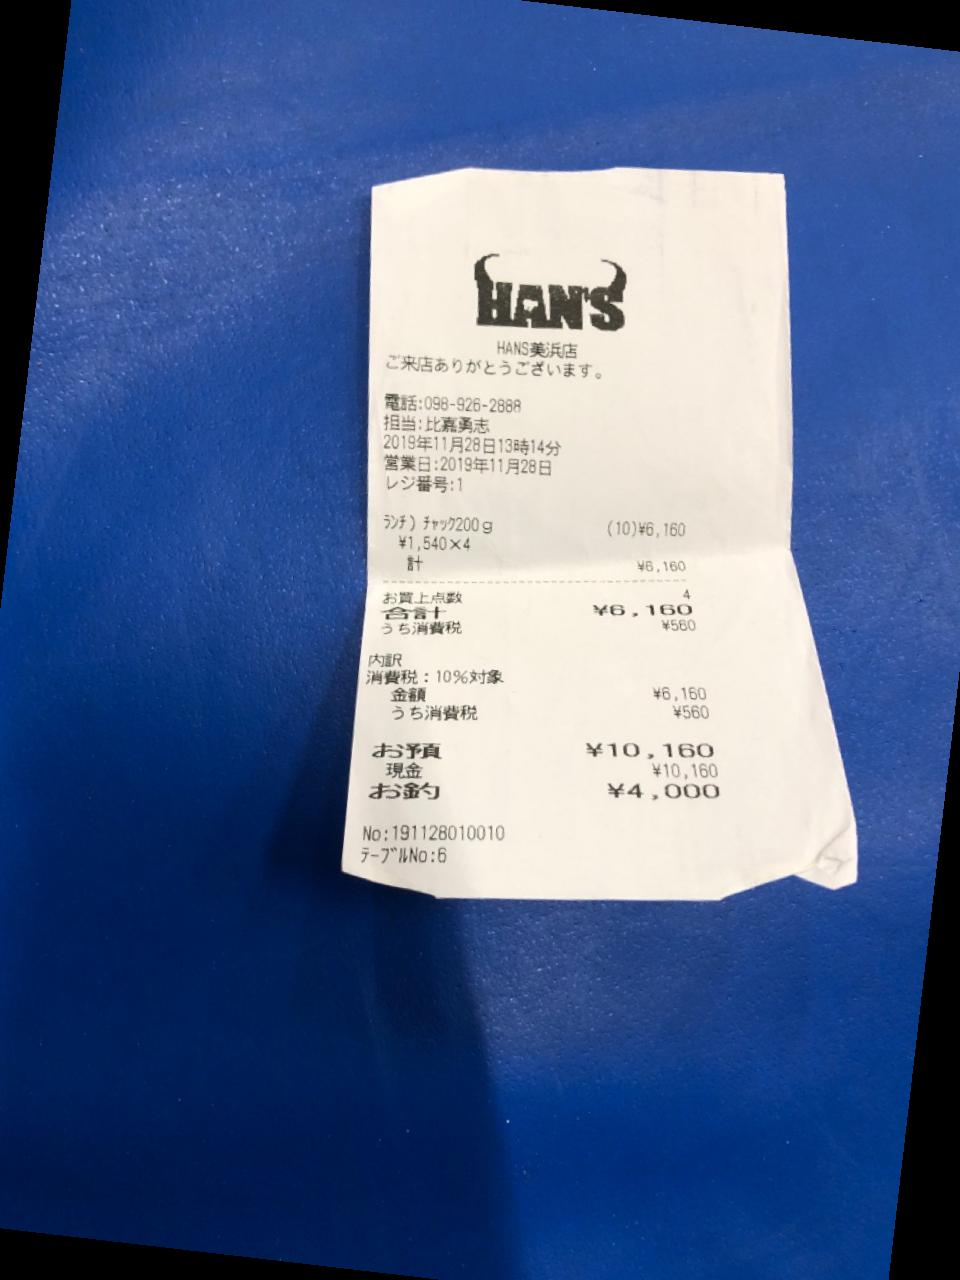 HAN'S
HANS美浜店
ご来店ありがとうございます。
電話:098-926-2888
担当:比嘉勇志
2019年11月28日13時14分
営業日:2019年11月28日
レジ番号:1
ﾗﾝﾁ) ﾁｬｯｸ200g (10)¥6,160
¥1,540×4
計 ¥6,160
お買上点数 4
合計 ¥6,160
うち消費税 ¥560
内訳
消費税:10%対象
金額 ¥6,160
うち消費税 ¥560
お預 ¥10,160
現金 ¥10,160
お釣 ¥4,000
No:191128010010
ﾃｰﾌﾞﾙNo:6